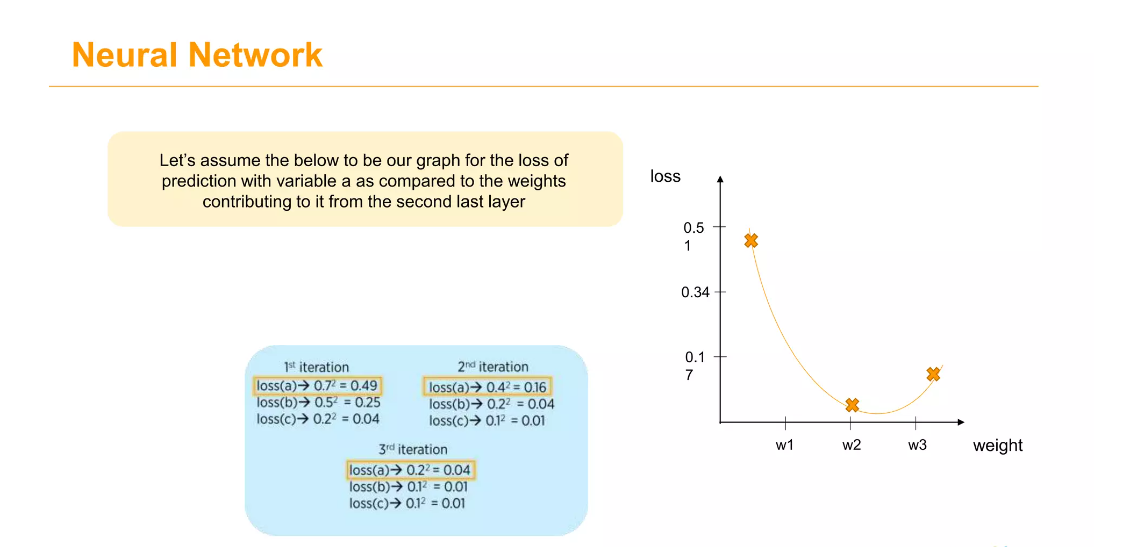 Neural Network
Let's assume the below to be our graph for the loss of
prediction with variable a as compared to the weights
contributing to it from the second last layer
loss
0.5
1
0.34
0.1
7
w1
w2
w3
weight
1st iteration
loss(a)→ 0.7² = 0.49
loss(b)→ 0.5² = 0.25
loss(c)→ 0.2² = 0.04
2nd iteration
loss(a)→ 0.4² = 0.16
loss(b)→ 0.2² = 0.04
loss(c)→ 0.1² = 0.01
3rd iteration
loss(a)→ 0.2² = 0.04
loss(b)→ 0.1² = 0.01
loss(c)→ 0.1² = 0.01